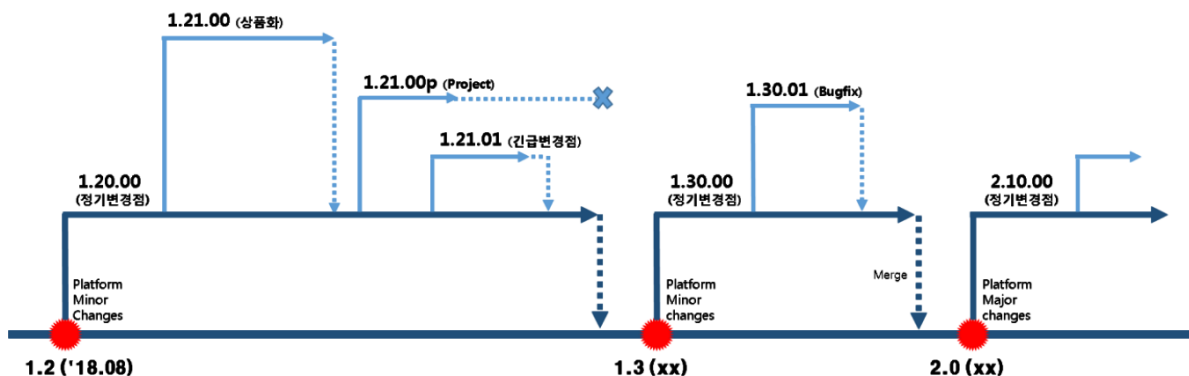 1.21.00 (상품화)
1.21.00p (Project)
1.21.01 (긴급변경점)
1.20.00
(정기변경점)
Platform
Minor
Changes
1.30.01 (Bugfix)
1.30.00
(정기변경점)
Platform
Minor
changes
Merge
2.10.00
(정기변경점)
Platform
Major
changes
1.2 ('18.08)
1.3 (xx)
2.0 (xx)